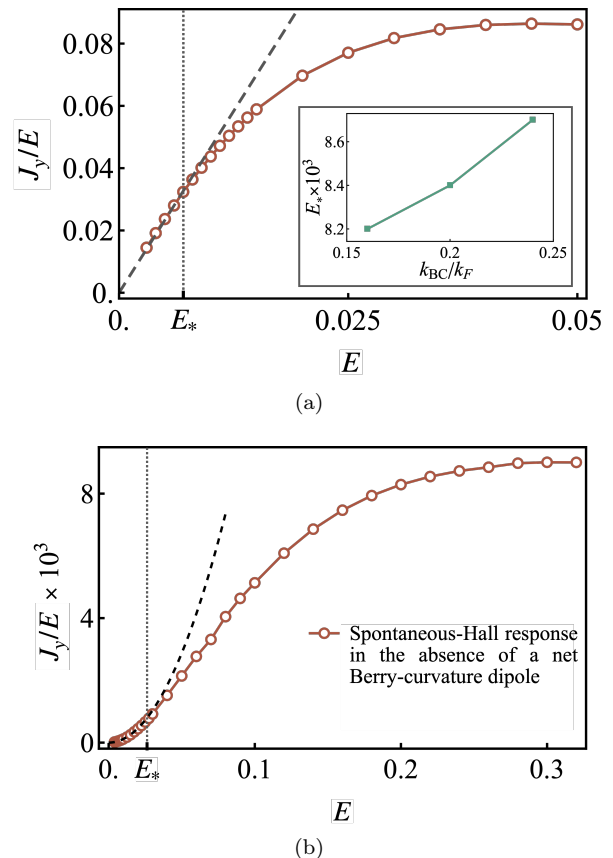 (a)
0.08
0.06
0.04
0.02
0.
J_y/E
0.
E_*
0.025
0.05
E
8.6
8.4
8.2
E_*×10^3
0.15
0.2
0.25
k_BC/k_F
(a)
8
4
0
J_y/E × 10^3
Spontaneous-Hall response
in the absence of a net
Berry-curvature dipole
0.
E_*
0.1
0.2
0.3
E
(b)